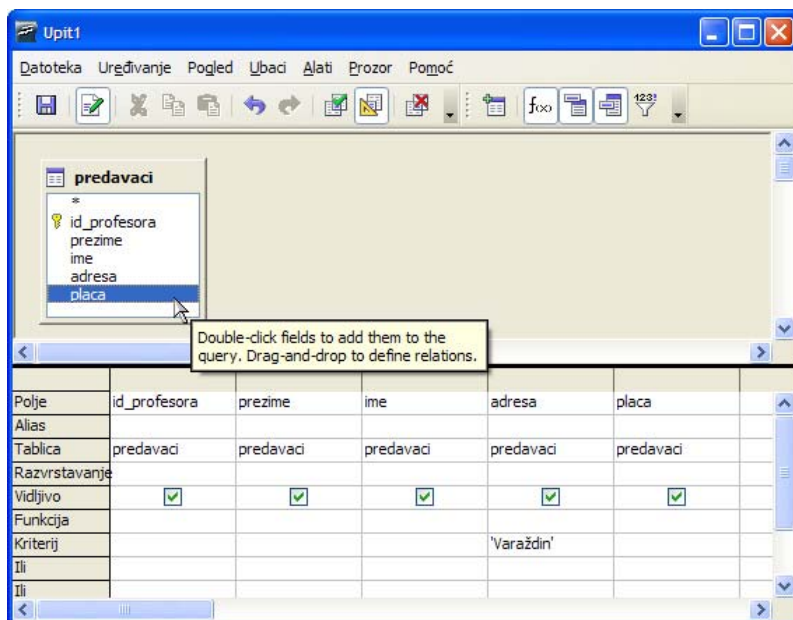 Upit1
Datoteka Uređivanje Pogled Ubaci Alati Prozor Pomoć
f(x) 123!
predavaci
*
id_profesora
prezime
ime
adresa
placa
Double-click fields to add them to the
query. Drag-and-drop to define relations.
Polje id_profesora prezime ime adresa placa
Alias
Tablica predavaci predavaci predavaci predavaci predavaci
Razvrstavanje
Vidljivo
Funkcija
Kriterij 'Varaždin'
Ili
Ili